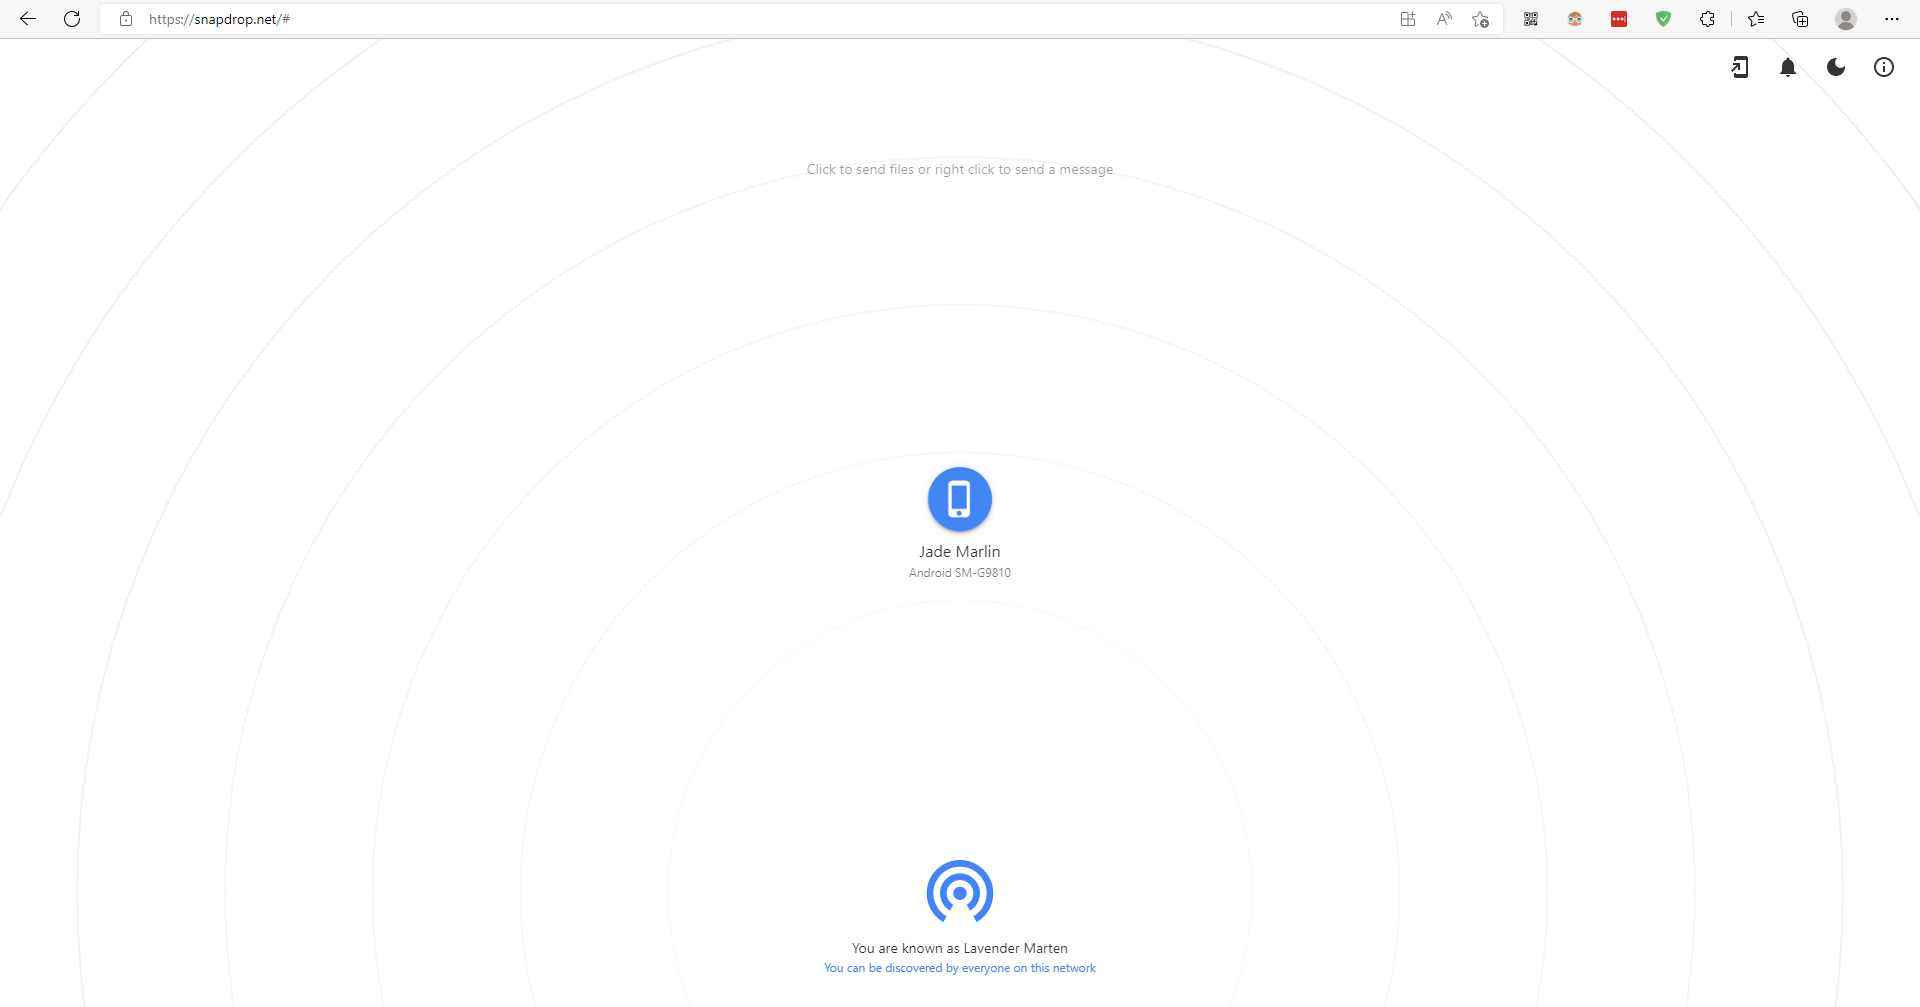 https://snapdrop.net/#
Click to send files or right click to send a message
Jade Marlin
Android SM-G9810
You are known as Lavender Marten
You can be discovered by everyone on this network